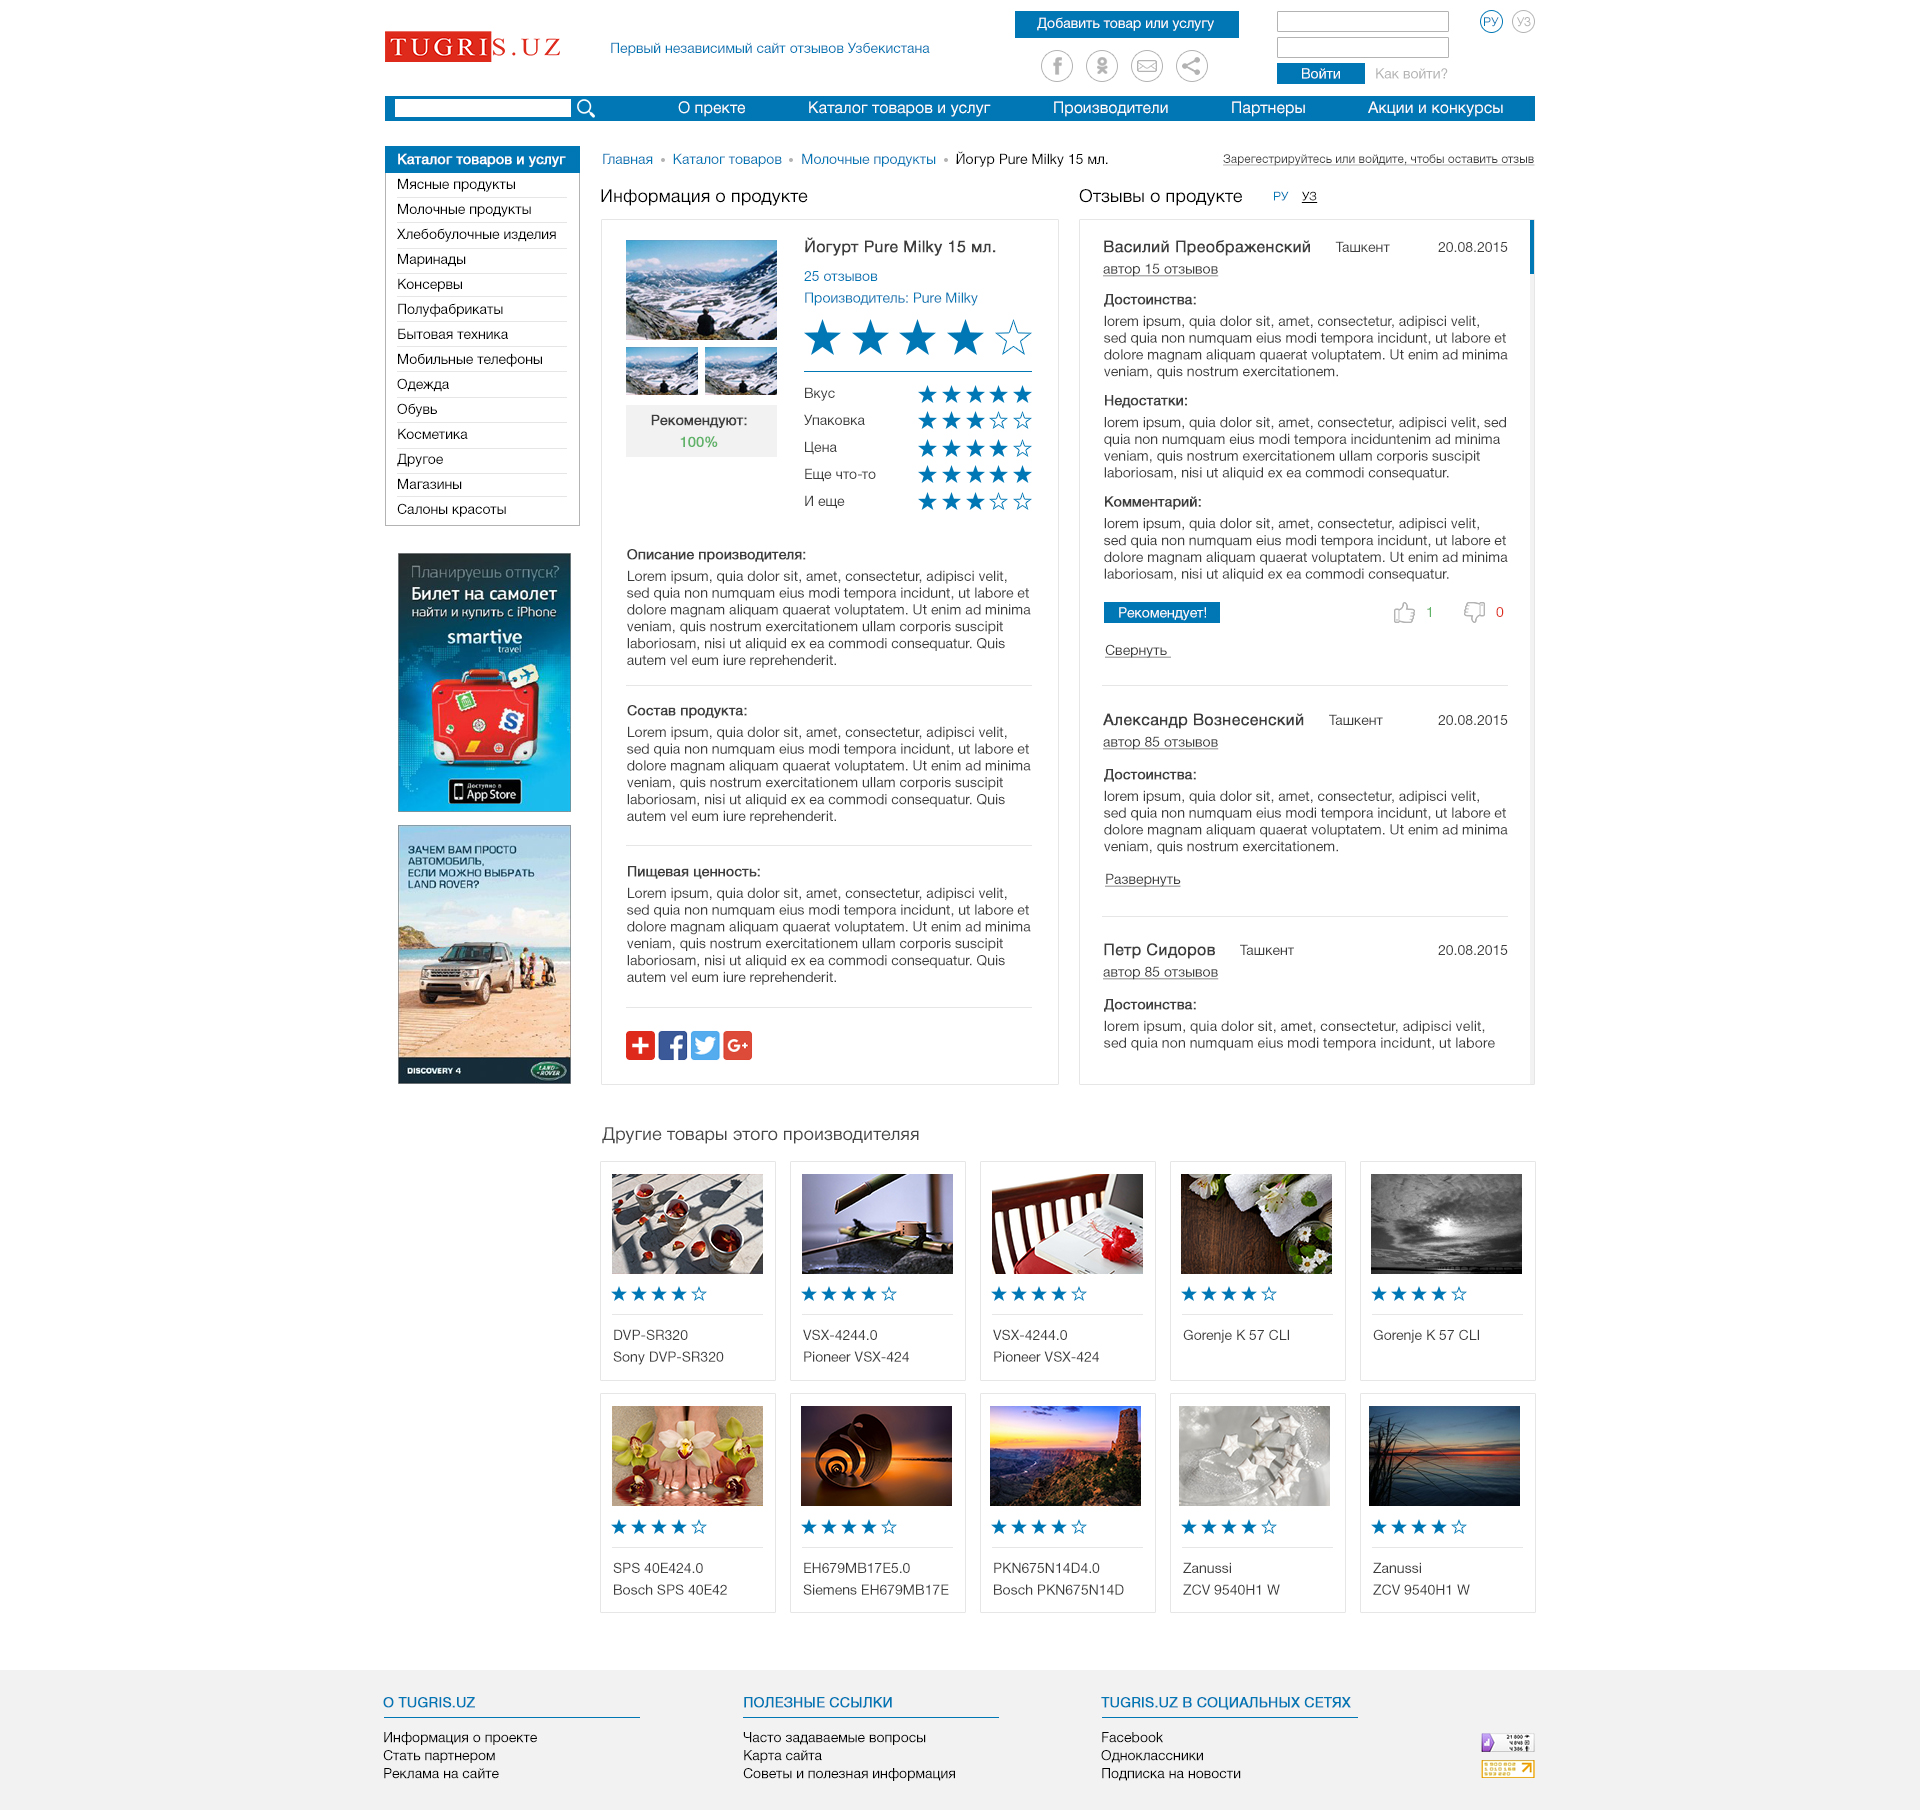 TUGRIS.UZ
Первый независимый сайт отзывов Узбекистана
Добавить товар или услугу
Войти
Как войти?
РУ
УЗ
О пректе
Каталог товаров и услуг
Производители
Партнеры
Акции и конкурсы
Каталог товаров и услуг
Мясные продукты
Молочные продукты
Хлебобулочные изделия
Маринады
Консервы
Полуфабрикаты
Бытовая техника
Мобильные телефоны
Одежда
Обувь
Косметика
Другое
Магазины
Салоны красоты
Планируешь отпуск?
Билет на самолет
найти и купить с iPhone
smartive
travel
S
Доступно в
App Store
ЗАЧЕМ ВАМ ПРОСТО
АВТОМОБИЛЬ,
ЕСЛИ МОЖНО ВЫБРАТЬ
LAND ROVER?
DISCOVERY 4
LAND-
ROVER
Главная • Каталог товаров • Молочные продукты • Йогур Pure Milky 15 мл.
Зарегестрируйтесь или войдите, чтобы оставить отзыв
Информация о продукте
Йогурт Pure Milky 15 мл.
25 отзывов
Производитель: Pure Milky
Рекомендуют:
100%
Вкус
Упаковка
Цена
Еще что-то
И еще
Описание производителя:
Lorem ipsum, quia dolor sit, amet, consectetur, adipisci velit,
sed quia non numquam eius modi tempora incidunt, ut labore et
dolore magnam aliquam quaerat voluptatem. Ut enim ad minima
veniam, quis nostrum exercitationem ullam corporis suscipit
laboriosam, nisi ut aliquid ex ea commodi consequatur. Quis
autem vel eum iure reprehenderit.
Состав продукта:
Lorem ipsum, quia dolor sit, amet, consectetur, adipisci velit,
sed quia non numquam eius modi tempora incidunt, ut labore et
dolore magnam aliquam quaerat voluptatem. Ut enim ad minima
veniam, quis nostrum exercitationem ullam corporis suscipit
laboriosam, nisi ut aliquid ex ea commodi consequatur. Quis
autem vel eum iure reprehenderit.
Пищевая ценность:
Lorem ipsum, quia dolor sit, amet, consectetur, adipisci velit,
sed quia non numquam eius modi tempora incidunt, ut labore et
dolore magnam aliquam quaerat voluptatem. Ut enim ad minima
veniam, quis nostrum exercitationem ullam corporis suscipit
laboriosam, nisi ut aliquid ex ea commodi consequatur. Quis
autem vel eum iure reprehenderit.
Отзывы о продукте
РУ
УЗ
Василий Преображенский Ташкент 20.08.2015
автор 15 отзывов
Достоинства:
lorem ipsum, quia dolor sit, amet, consectetur, adipisci velit,
sed quia non numquam eius modi tempora incidunt, ut labore et
dolore magnam aliquam quaerat voluptatem. Ut enim ad minima
veniam, quis nostrum exercitationem.
Недостатки:
lorem ipsum, quia dolor sit, amet, consectetur, adipisci velit, sed
quia non numquam eius modi tempora inciduntenim ad minima
veniam, quis nostrum exercitationem ullam corporis suscipit
laboriosam, nisi ut aliquid ex ea commodi consequatur.
Комментарий:
lorem ipsum, quia dolor sit, amet, consectetur, adipisci velit,
sed quia non numquam eius modi tempora incidunt, ut labore et
dolore magnam aliquam quaerat voluptatem. Ut enim ad minima
laboriosam, nisi ut aliquid ex ea commodi consequatur.
Рекомендует!
1
0
Свернуть
Александр Вознесенский Ташкент 20.08.2015
автор 85 отзывов
Достоинства:
lorem ipsum, quia dolor sit, amet, consectetur, adipisci velit,
sed quia non numquam eius modi tempora incidunt, ut labore et
dolore magnam aliquam quaerat voluptatem. Ut enim ad minima
veniam, quis nostrum exercitationem.
Развернуть
Петр Сидоров Ташкент 20.08.2015
автор 85 отзывов
Достоинства:
lorem ipsum, quia dolor sit, amet, consectetur, adipisci velit,
sed quia non numquam eius modi tempora incidunt, ut labore
Другие товары этого производителяя
DVP-SR320
Sony DVP-SR320
VSX-4244.0
Pioneer VSX-424
VSX-4244.0
Pioneer VSX-424
Gorenje K 57 CLI
Gorenje K 57 CLI
SPS 40E424.0
Bosch SPS 40E42
EH679MB17E5.0
Siemens EH679MB17E
PKN675N14D4.0
Bosch PKN675N14D
Zanussi
ZCV 9540H1 W
Zanussi
ZCV 9540H1 W
О TUGRIS.UZ
Информация о проекте
Стать партнером
Реклама на сайте
ПОЛЕЗНЫЕ ССЫЛКИ
Часто задаваемые вопросы
Карта сайта
Советы и полезная информация
TUGRIS.UZ В СОЦИАЛЬНЫХ СЕТЯХ
Facebook
Одноклассники
Подписка на новости